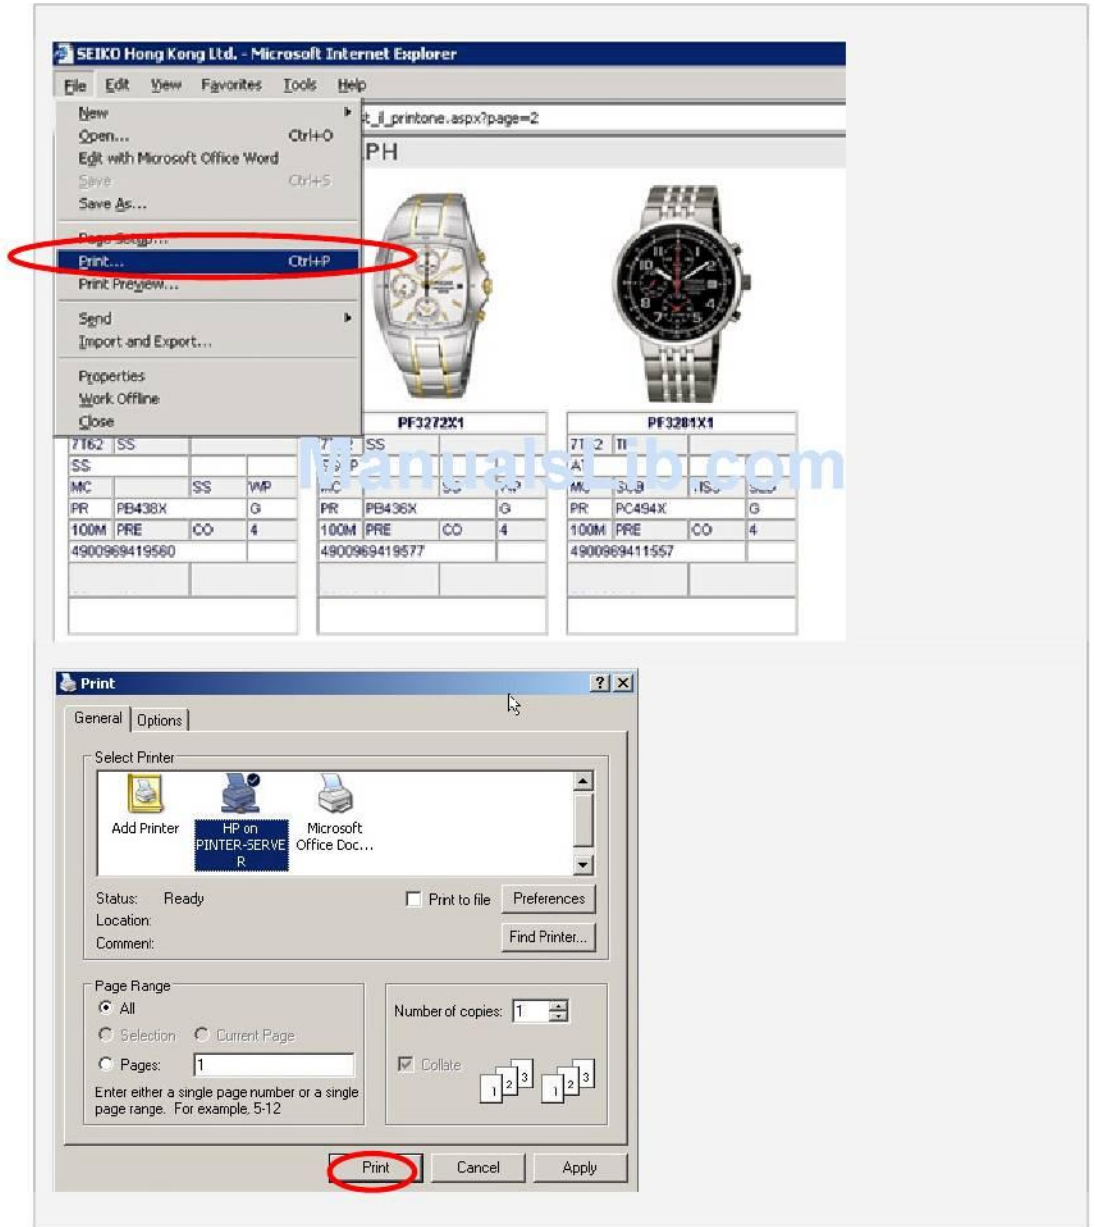 SEIKO Hong Kong Ltd. - Microsoft Internet Explorer
File Edit View Favorites Tools Help
New
t_il_printone.aspx?page=2
Open... Ctrl+O
Edit with Microsoft Office Word
PH
Save Ctrl+S
Save As...
Page Setup...
Print... Ctrl+P
Print Preview...
Send
Import and Export...
Properties
Work Offline
Close
PF3272X1 PF3281X1
7T62 SS SS
SS
MC SS WP
PR PB438X G PR PB436X G PR PC494X G
100M PRE CO 4 100M PRE CO 4 100M PRE CO 4
4900969419560 4900969419577 4900969411557
ManualsLib.com
Print
General Options
Select Printer
Add Printer
HP on PINTER-SERVE R
Microsoft Office Doc...
Status: Ready
Print to file Preferences
Location:
Comment:
Find Printer...
Page Range
All
Number of copies: 1
Selection Current Page
Pages: 1
Collate
1 2 3 1 2 3
Enter either a single page number or a single
page range. For example, 5-12
Print Cancel Apply